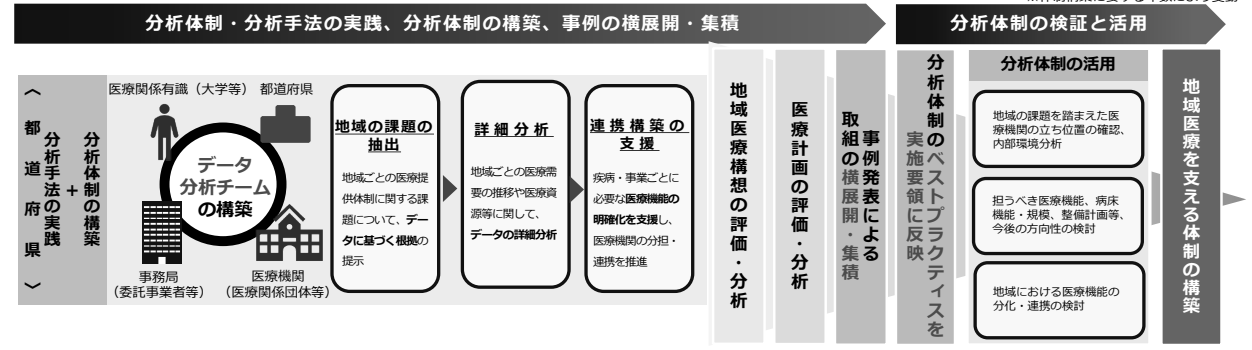 分析体制・分析手法の実践、分析体制の構築、事例の横展開・集積
分析体制の検証と活用
︿都道府県﹀
分析手法の実践
+
分析体制の構築
医療関係有識（大学等）
都道府県
データ
分析チーム
の構築
事務局
（委託事業者等）
医療機関
（医療関係団体等）
地域の課題の
抽出
地域ごとの医療提
供体制に関する課
題について、デー
タに基づく根拠の
提示
詳細分析
地域ごとの医療需
要の推移や医療資
源等に関して、
データの詳細分析
連携構築の
支援
疾病・事業ごとに
必要な医療機能の
明確化を支援し、
医療機関の分担・
連携を推進
地域医療構想の評価・分析
医療計画の評価・分析
事例発表による
取組の横展開・集積
分析体制のベストプラクティスを
実施要領に反映
分析体制の活用
地域の課題を踏まえた医
療機関の立ち位置の確認、
内部環境分析
担うべき医療機能、病床
機能・規模、整備計画等、
今後の方向性の検討
地域における医療機能の
分化・連携の検討
地域医療を支える体制の構築